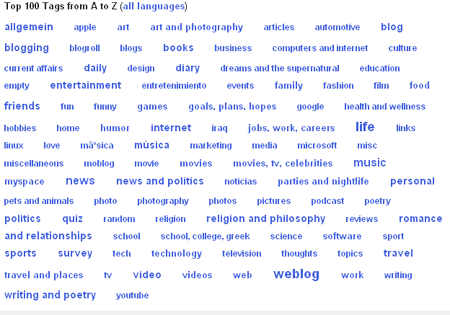 Top 100 Tags from A to Z (all languages)
allgemein apple art art and photography articles automotive blog
blogging blogroll blogs books business computers and internet culture
current affairs daily design diary dreams and the supernatural education
empty entertainment entretenimiento events family fashion film food
friends fun funny games goals, plans, hopes google health and wellness
hobbies home humor internet iraq jobs, work, careers life links
linux love mã'sica música marketing media microsoft misc
miscellaneous moblog movie movies movies, tv, celebrities music
myspace news news and politics noticias parties and nightlife personal
pets and animals photo photography photos pictures podcast poetry
politics quiz random religion religion and philosophy reviews romance
and relationships school school, college, greek science software sport
sports survey tech technology television thoughts topics travel
travel and places tv video videos web weblog work writing
writing and poetry youtube